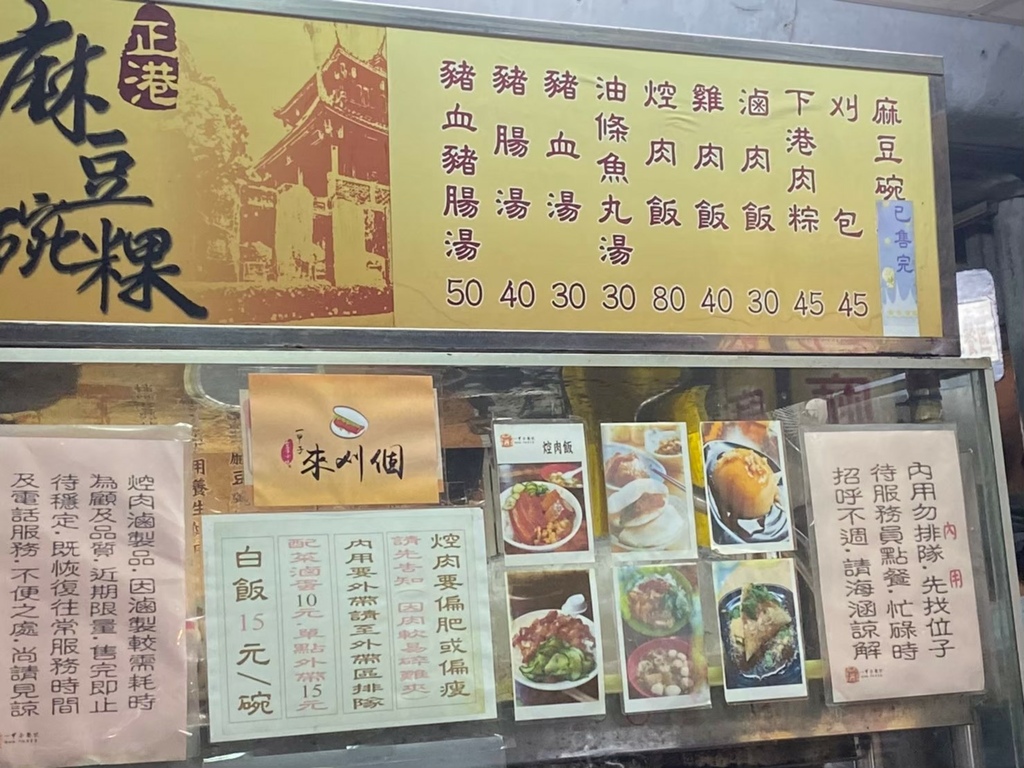 正港
麻豆碗粿
麻豆碗
已售完
刈包 45
下港肉粽 45
滷肉飯 30
雞肉飯 40
焢肉飯 80
油條魚丸湯 30
豬血湯 30
豬腸湯 40
豬血豬腸湯 50
來刈個
焢肉飯
內用
內用勿排隊，先找位子
待服務員點餐，忙碌時
招呼不週，請海涵諒解
焢肉要偏肥或偏瘦
請先告知（因肉軟易碎難夾）
內用要外帶請至外帶區排隊
配菜滷蛋10元，單點外帶15元
白飯15元/碗
焢肉滷製品，因滷製較需耗時
為顧及品質，近期限量，售完即止
待穩定，既恢復往常服務時間
及電話服務，不便之處，尚請見諒